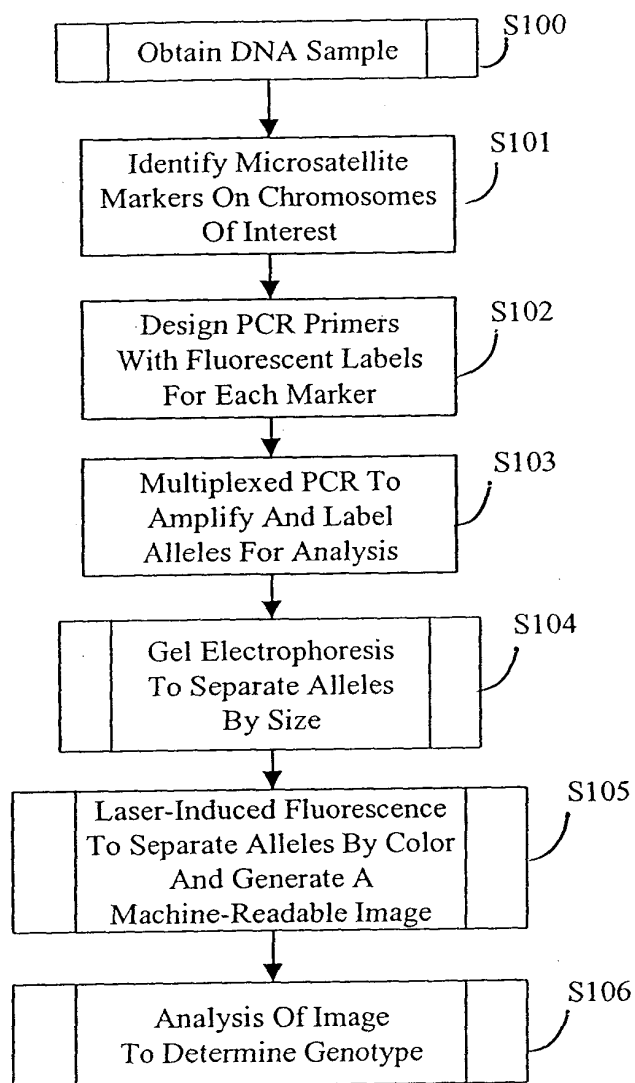 S100
Obtain DNA Sample
S101
Identify Microsatellite
Markers On Chromosomes
Of Interest
S102
Design PCR Primers
With Fluorescent Labels
For Each Marker
S103
Multiplexed PCR To
Amplify And Label
Alleles For Analysis
S104
Gel Electrophoresis
To Separate Alleles
By Size
S105
Laser-Induced Fluorescence
To Separate Alleles By Color
And Generate A
Machine-Readable Image
S106
Analysis Of Image
To Determine Genotype